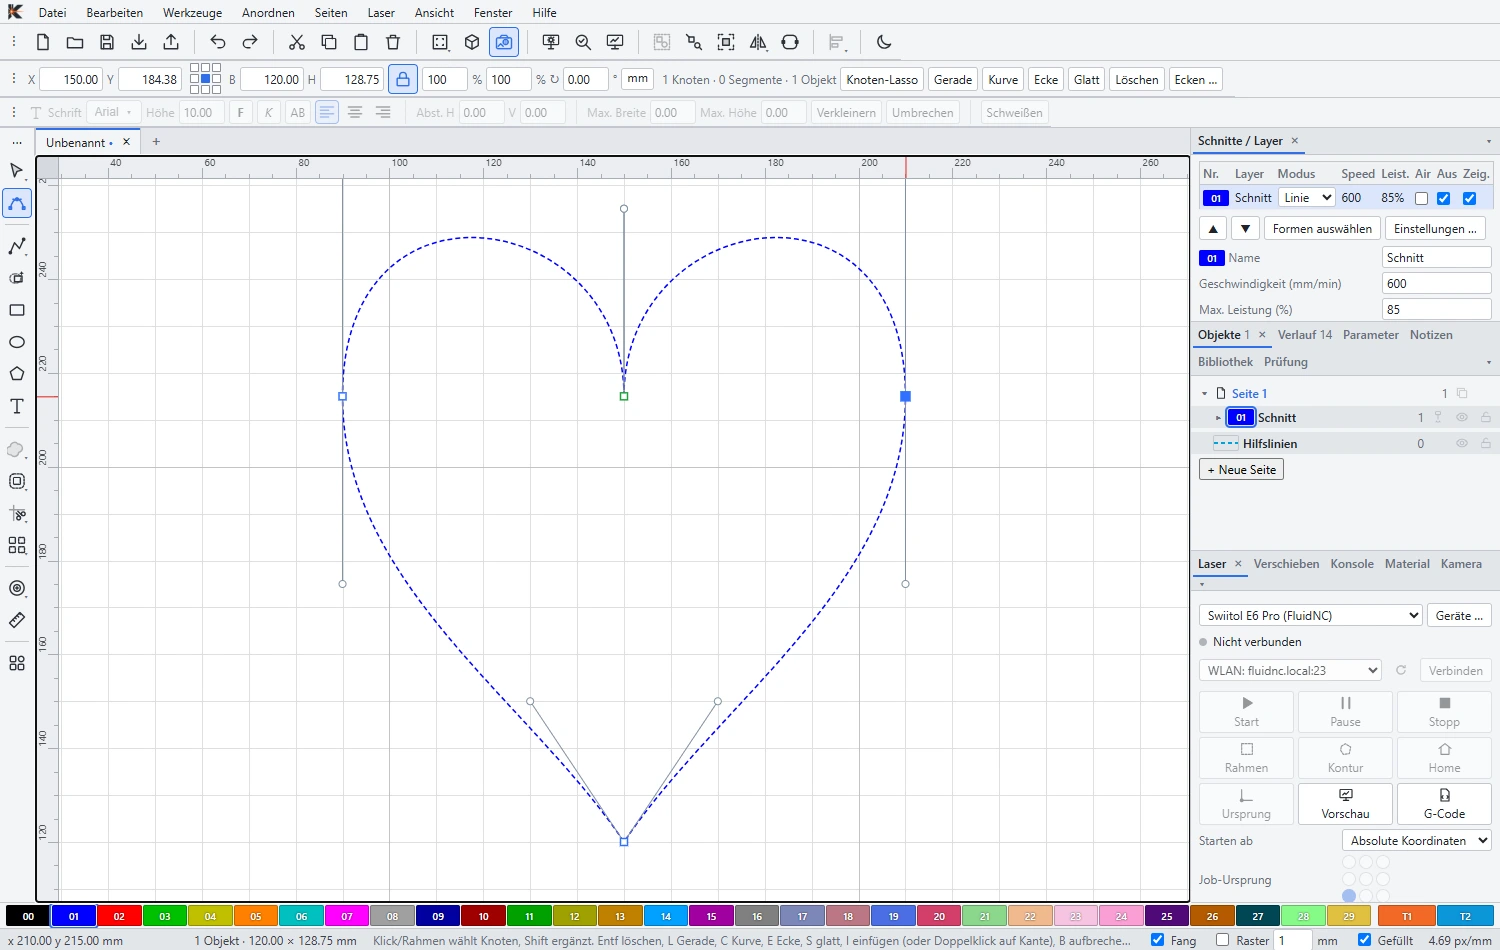 Datei Bearbeiten Werkzeuge Anordnen Seiten Laser Ansicht Fenster Hilfe
X 150.00 Y 184.38 B 120.00 H 128.75 100 % 100 % 0.00 ° mm 1 Knoten · 0 Segmente · 1 Objekt Knoten-Lasso Gerade Kurve Ecke Glatt Löschen Ecken ...
Schrift Arial Höhe 10.00 F K AB Abst. H 0.00 V 0.00 Max. Breite 0.00 Max. Höhe 0.00 Verkleinern Umbrechen Schweißen
Unbenannt • × +
40 60 80 100 120 140 160 180 200 220 240 260
240
220
200
180
160
140
120
Schnitte / Layer ×
Nr. Layer Modus Speed Leist. Air Aus Zeig.
01 Schnitt Linie 600 85%
▲ ▼ Formen auswählen Einstellungen ...
01 Name Schnitt
Geschwindigkeit (mm/min) 600
Max. Leistung (%) 85
Objekte 1 × Verlauf 14 Parameter Notizen
Bibliothek Prüfung
Seite 1 1
01 Schnitt 1
Hilfslinien 0
+ Neue Seite
Laser × Verschieben Konsole Material Kamera
Swiitol E6 Pro (FluidNC) Geräte ...
Nicht verbunden
WLAN: fluidnc.local:23 Verbinden
Start Pause Stopp
Rahmen Kontur Home
Ursprung Vorschau G-Code
Starten ab Absolute Koordinaten
Job-Ursprung
00 01 02 03 04 05 06 07 08 09 10 11 12 13 14 15 16 17 18 19 20 21 22 23 24 25 26 27 28 29 T1 T2
x 210.00 y 215.00 mm 1 Objekt · 120.00 × 128.75 mm Klick/Rahmen wählt Knoten, Shift ergänzt. Entf löschen, L Gerade, C Kurve, E Ecke, S glatt, I einfügen (oder Doppelklick auf Kante), B aufbreche... Fang Raster 1 mm Gefüllt 4.69 px/mm